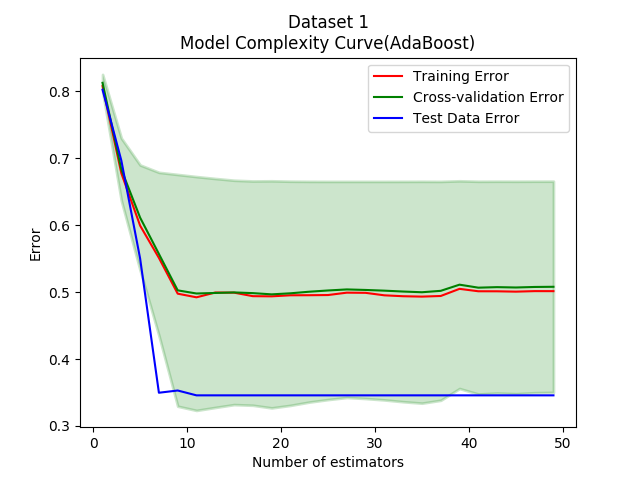 Dataset 1
Model Complexity Curve(AdaBoost)
Training Error
Cross-validation Error
Test Data Error
Error
0.8
0.7
0.6
0.5
0.4
0.3
0 10 20 30 40 50
Number of estimators